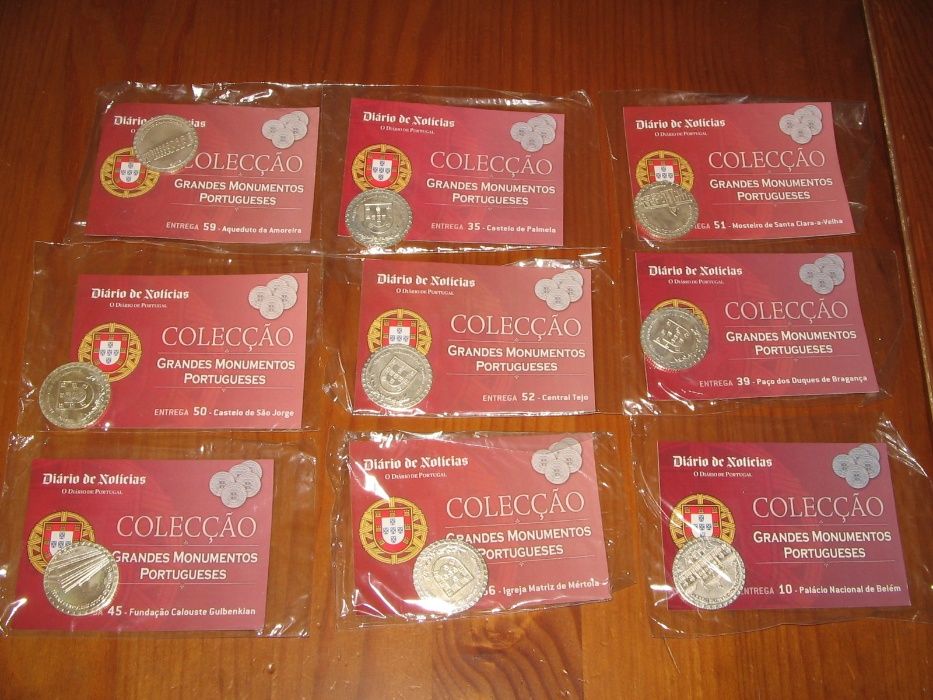 Diário de Notícias
O DIÁRIO DE PORTUGAL
COLECÇÃO
GRANDES MONUMENTOS
PORTUGUESES
ENTREGA 59 - Aqueduto da Amoreira
Diário de Notícias
O DIÁRIO DE PORTUGAL
COLECÇÃO
GRANDES MONUMENTOS
PORTUGUESES
ENTREGA 35 - Castelo de Palmela
Diário de Notícias
O DIÁRIO DE PORTUGAL
COLECÇÃO
GRANDES MONUMENTOS
PORTUGUESES
51 - Mosteiro de Santa Clara-a-Velha
Diário de Notícias
O DIÁRIO DE PORTUGAL
COLECÇÃO
GRANDES MONUMENTOS
PORTUGUESES
ENTREGA 50 - Castelo de São Jorge
Diário de Notícias
O DIÁRIO DE PORTUGAL
COLECÇÃO
GRANDES MONUMENTOS
PORTUGUESES
ENTREGA 52 - Central Tejo
Diário de Notícias
O DIÁRIO DE PORTUGAL
COLECÇÃO
GRANDES MONUMENTOS
PORTUGUESES
ENTREGA 39 - Paço dos Duques de Bragança
Diário de Notícias
O DIÁRIO DE PORTUGAL
COLECÇÃO
GRANDES MONUMENTOS
PORTUGUESES
45 - Fundação Calouste Gulbenkian
Diário de Notícias
O DIÁRIO DE PORTUGAL
COLECÇÃO
GRANDES MONUMENTOS
PORTUGUESES
- Igreja Matriz de Mértola
Diário de Notícias
O DIÁRIO DE PORTUGAL
COLECÇÃO
GRANDES MONUMENTOS
PORTUGUESES
ENTREGA 10 - Palácio Nacional de Belém